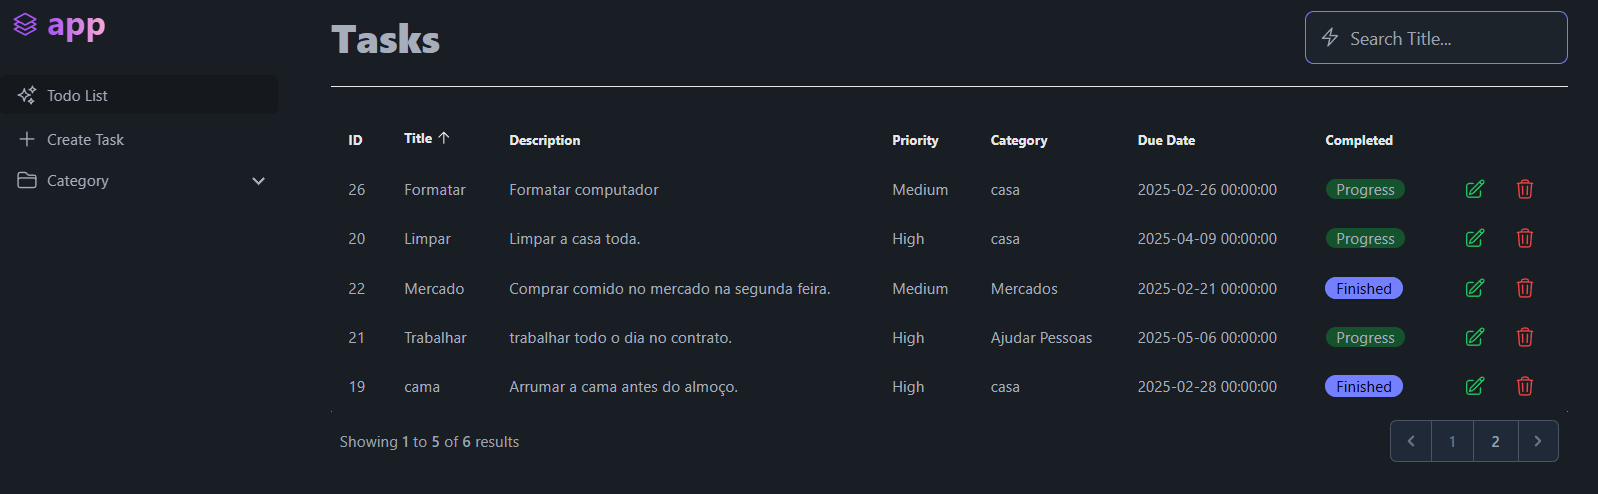 app
Tasks
Search Title...
Todo List
Create Task
Category
ID Title Description Priority Category Due Date Completed
26 Formatar Formatar computador Medium casa 2025-02-26 00:00:00 Progress
20 Limpar Limpar a casa toda. High casa 2025-04-09 00:00:00 Progress
22 Mercado Comprar comido no mercado na segunda feira. Medium Mercados 2025-02-21 00:00:00 Finished
21 Trabalhar trabalhar todo o dia no contrato. High Ajudar Pessoas 2025-05-06 00:00:00 Progress
19 cama Arrumar a cama antes do almoço. High casa 2025-02-28 00:00:00 Finished
Showing 1 to 5 of 6 results
1 2